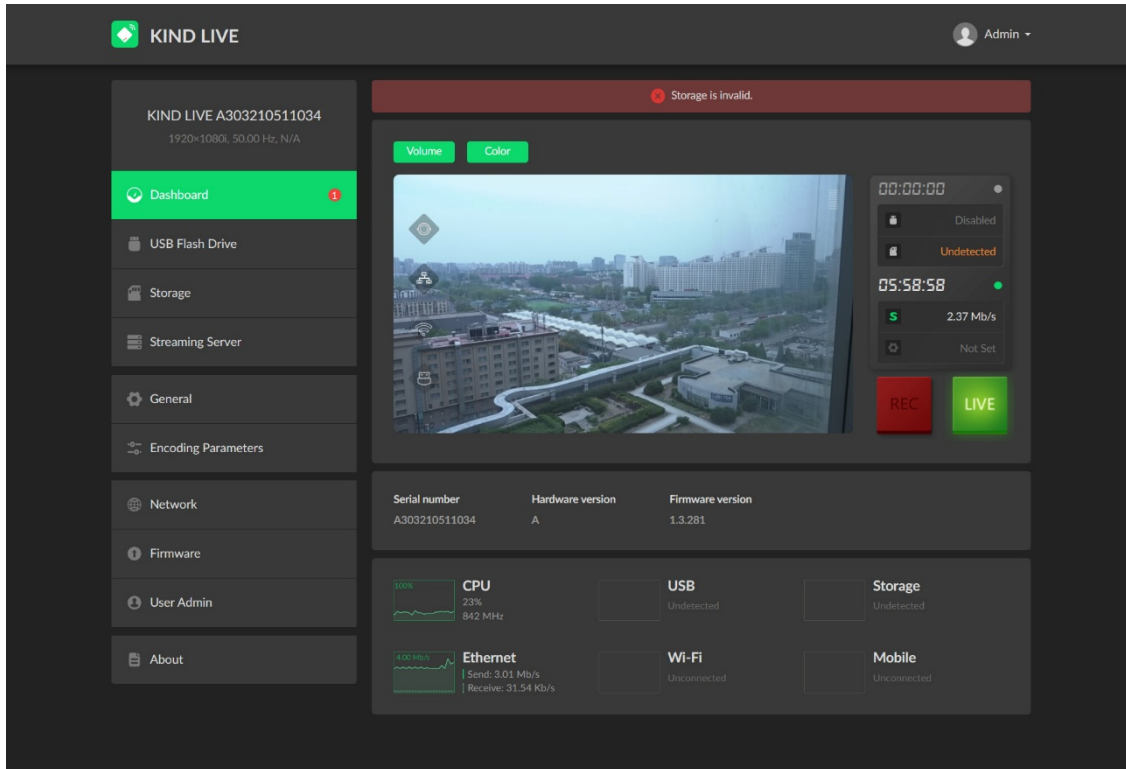 KIND LIVE
Admin
KIND LIVE A303210511034
1920×1080i, 50.00 Hz, N/A
Dashboard
1
USB Flash Drive
Storage
Streaming Server
General
Encoding Parameters
Network
Firmware
User Admin
About
Storage is invalid.
Volume
Color
00:00:00
Disabled
Undetected
05:58:58
S
2.37 Mb/s
Not Set
REC
LIVE
Serial number
Hardware version
Firmware version
A303210511034
A
1.3.281
100%
CPU
23%
842 MHz
USB
Undetected
Storage
Undetected
4.00 Mb/s
Ethernet
Send: 3.01 Mb/s
Receive: 31.54 Kb/s
Wi-Fi
Unconnected
Mobile
Unconnected